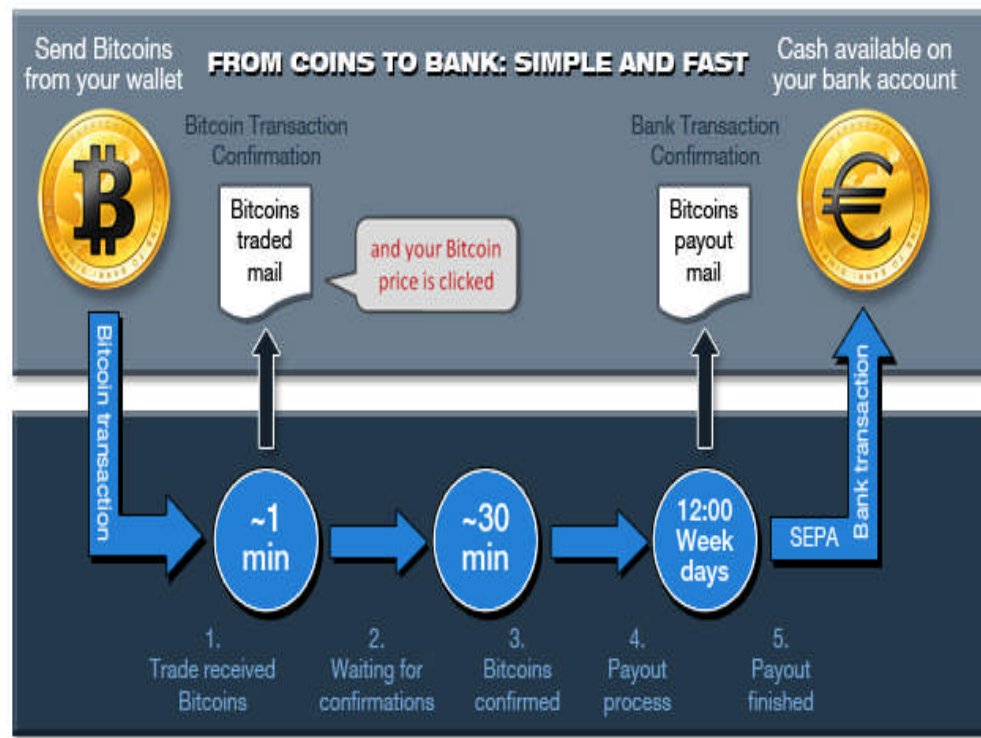 Send Bitcoins
from your wallet
FROM COINS TO BANK: SIMPLE AND FAST
Cash available on
your bank account
Bitcoin Transaction
Confirmation
Bank Transaction
Confirmation
Bitcoins
traded
mail
and your Bitcoin
price is clicked
Bitcoins
payout
mail
Bitcoin transaction
Bank transaction
~1
min
~30
min
12:00
Week
days
SEPA
1.
Trade received
Bitcoins
2.
Waiting for
confirmations
3.
Bitcoins
confirmed
4.
Payout
process
5.
Payout
finished